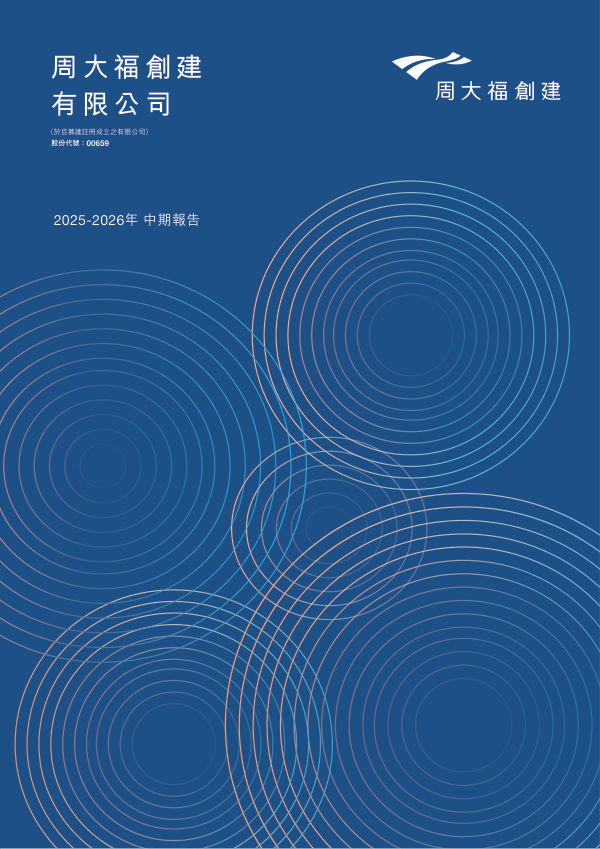 周大福創建
有限公司
(於百慕達註冊成立之有限公司)
股份代號：00659
周大福創建
2025-2026年 中期報告